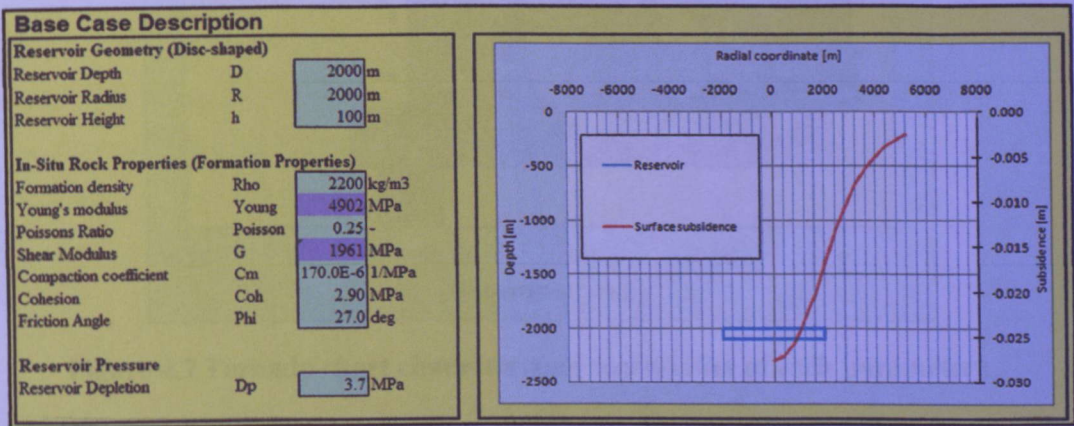 Base Case Description
Reservoir Geometry (Disc-shaped)
Reservoir Depth D 2000 m
Reservoir Radius R 2000 m
Reservoir Height h 100 m
In-Situ Rock Properties (Formation Properties)
Formation density Rho 2200 kg/m3
Young's modulus Young 4902 MPa
Poissons Ratio Poisson 0.25 -
Shear Modulus G 1961 MPa
Compaction coefficient Cm 170.0E-6 1/MPa
Cohesion Coh 2.90 MPa
Friction Angle Phi 27.0 deg
Reservoir Pressure
Reservoir Depletion Dp 3.7 MPa
Radial coordinate [m]
-8000 -6000 -4000 -2000 0 2000 4000 6000 8000
0 0.000
-500 -0.005
-1000 -0.010
-1500 -0.015
-2000 -0.020
-2500 -0.025
-0.030
Depth [m]
Subsidence [m]
Reservoir
Surface subsidence